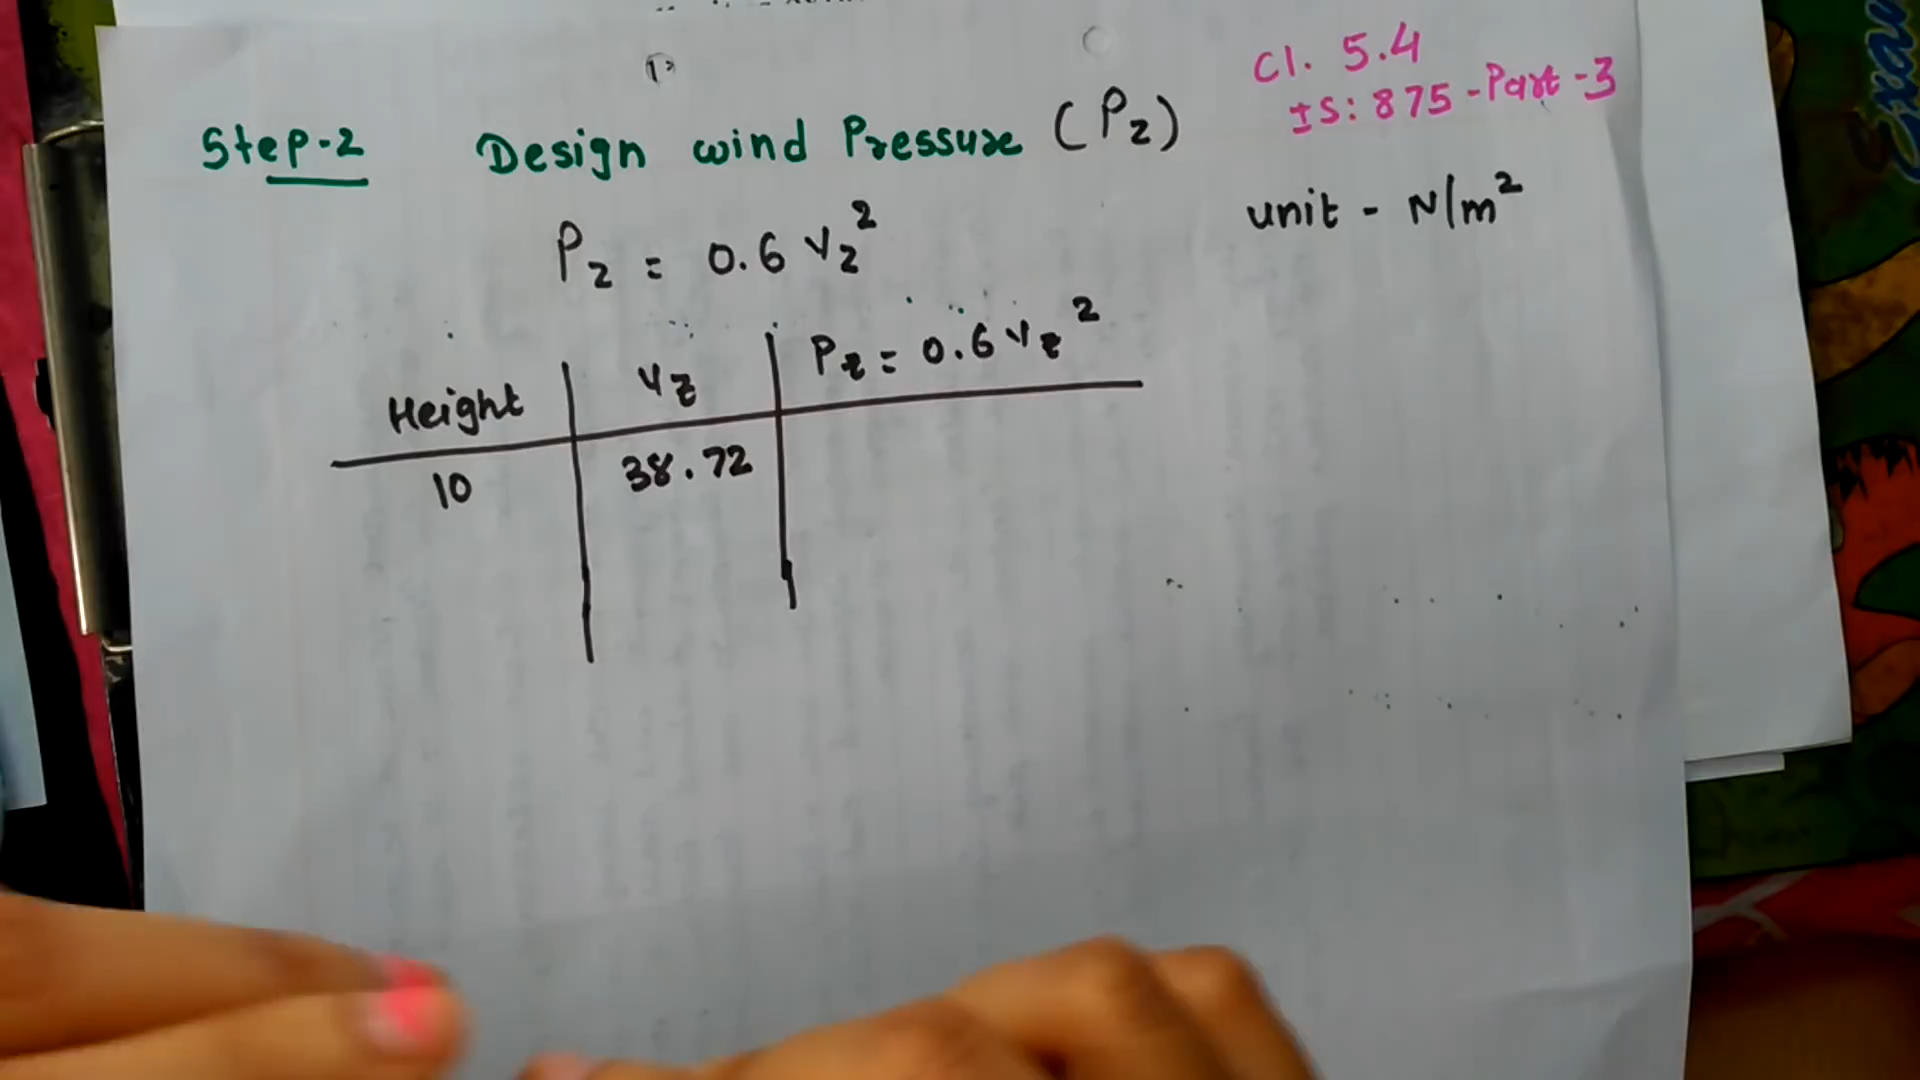 Step-2 Design wind Pressure (Pz)
Cl. 5.4
IS: 875 - Part - 3
unit - N/m²
Pz = 0.6 Vz²
Height Vz Pz = 0.6 Vz²
10 38.72